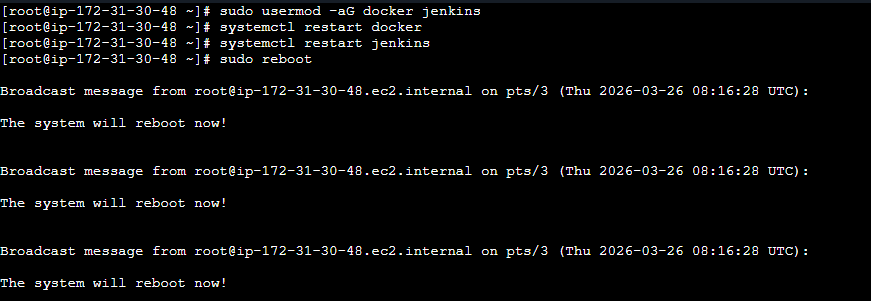 [root@ip-172-31-30-48 ~]# sudo usermod -aG docker jenkins
[root@ip-172-31-30-48 ~]# systemctl restart docker
[root@ip-172-31-30-48 ~]# systemctl restart jenkins
[root@ip-172-31-30-48 ~]# sudo reboot
Broadcast message from root@ip-172-31-30-48.ec2.internal on pts/3 (Thu 2026-03-26 08:16:28 UTC):
The system will reboot now!
Broadcast message from root@ip-172-31-30-48.ec2.internal on pts/3 (Thu 2026-03-26 08:16:28 UTC):
The system will reboot now!
Broadcast message from root@ip-172-31-30-48.ec2.internal on pts/3 (Thu 2026-03-26 08:16:28 UTC):
The system will reboot now!